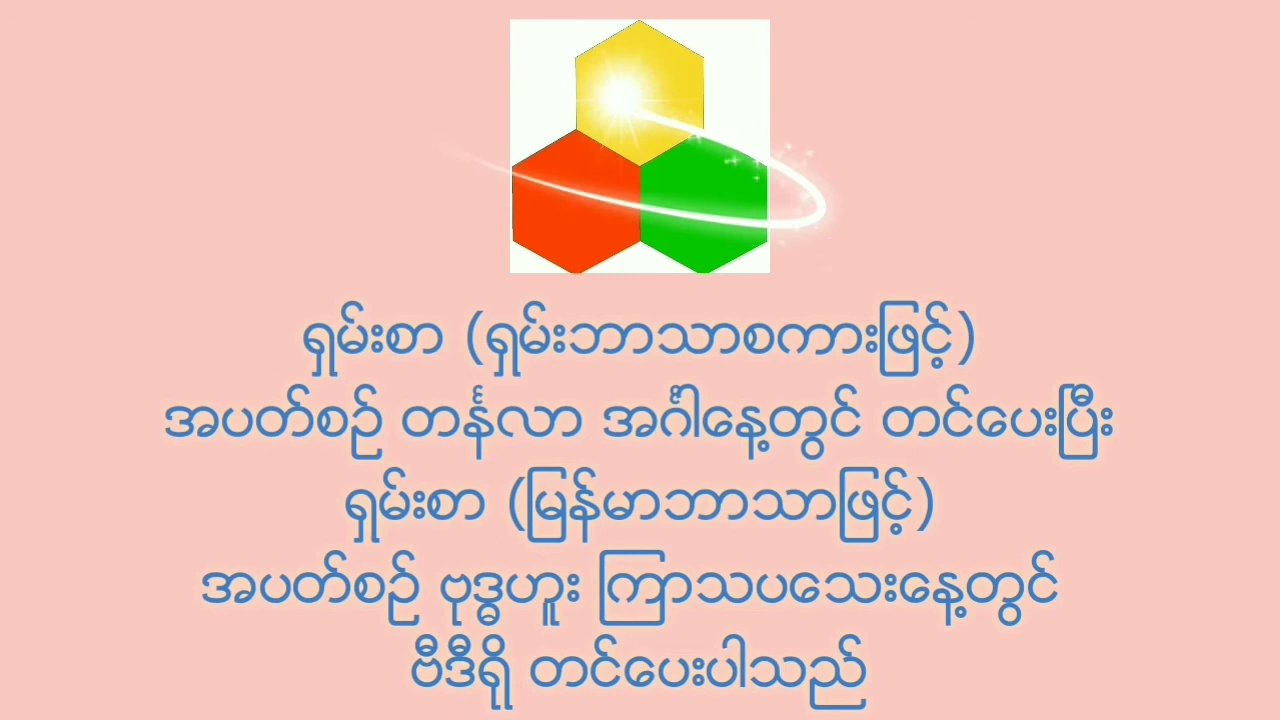 ရှမ်းစာ (ရှမ်းဘာသာစကားဖြင့်)
အပတ်စဉ် တနင်္လာ အင်္ဂါနေ့တွင် တင်ပေးပြီး
ရှမ်းစာ (မြန်မာဘာသာဖြင့်)
အပတ်စဉ် ဗုဒ္ဓဟူး ကြာသပသေးနေ့တွင်
ဗီဒီရို တင်ပေးပါသည်